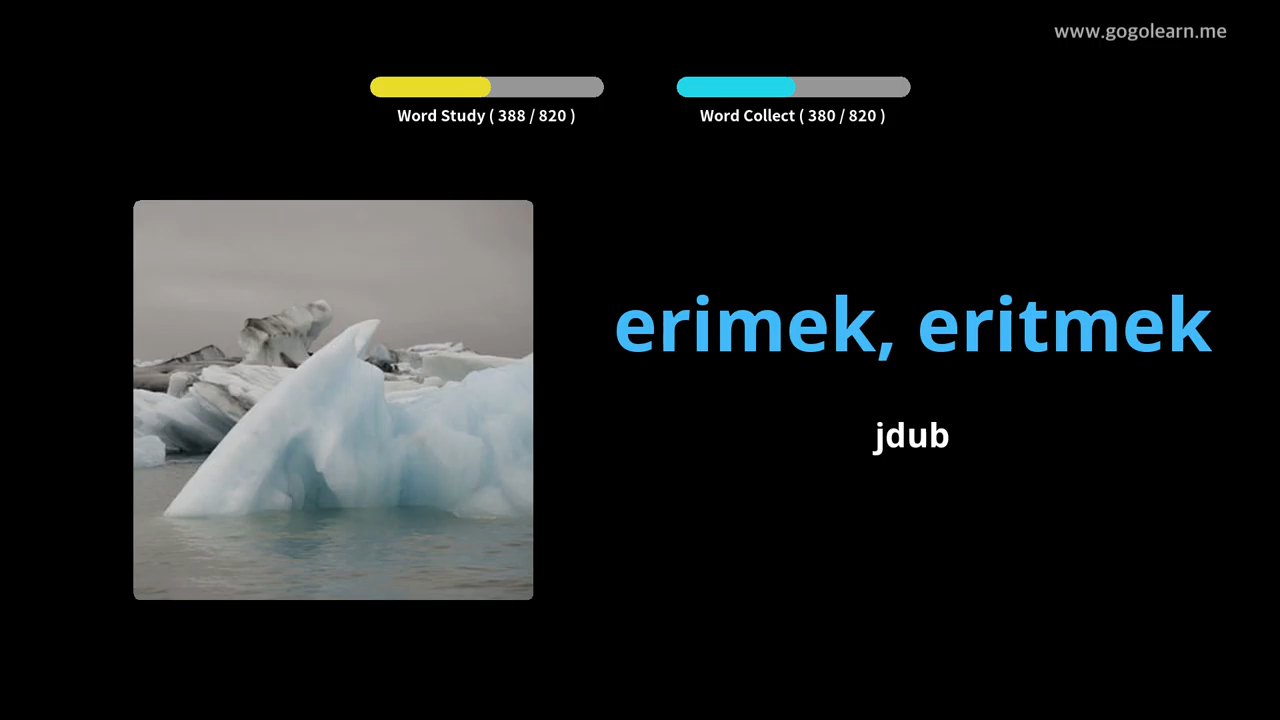 www.gogolearn.me
Word Study ( 388 / 820 )
Word Collect ( 380 / 820 )
erimek, eritmek
jdub